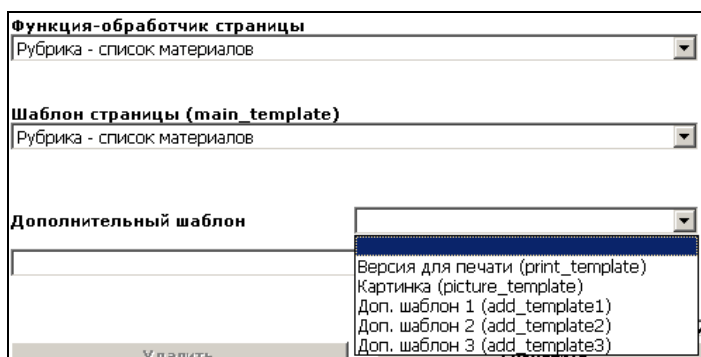 Функция-обработчик страницы
Рубрика - список материалов
Шаблон страницы (main_template)
Рубрика - список материалов
Дополнительный шаблон
Версия для печати (print_template)
Картинка (picture_template)
Доп. шаблон 1 (add_template1)
Доп. шаблон 2 (add_template2)
Доп. шаблон 3 (add_template3)
Удалить